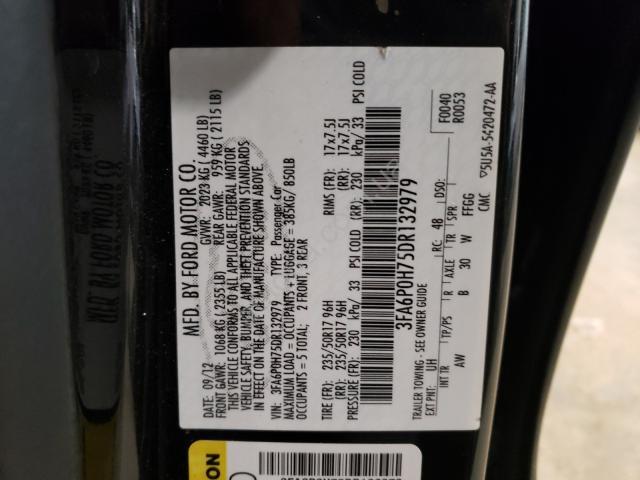 MFD. BY FORD MOTOR CO.
DATE: 09/12 GVWR: 2023 KG ( 4460 LB)
FRONT GAWR: 1068 KG ( 2355 LB) REAR GAWR: 959 KG ( 2115 LB)
THIS VEHICLE CONFORMS TO ALL APPLICABLE FEDERAL MOTOR
VEHICLE SAFETY, BUMPER, AND THEFT PREVENTION STANDARDS
IN EFFECT ON THE DATE OF MANUFACTURE SHOWN ABOVE.
VIN: 3FA6P0H75DR132979 TYPE: Passenger Car
MAXIMUM LOAD = OCCUPANTS + LUGGAGE = 385KG/ 850LB
OCCUPANTS = 5 TOTAL; 2 FRONT, 3 REAR
TIRE (FR): 235/50R17 96H RIMS (FR): 17x7.5J
(RR): 235/50R17 96H (RR): 17x7.5J
PRESSURE (FR): 230 kPa/ 33 PSI COLD (RR): 230 kPa/ 33 PSI COLD
3FA6P0H75DR132979
F0040
R0053
TRAILER TOWING - SEE OWNER GUIDE
EXT PNT: UH RC: 48 DSO:
INT TR TP/PS R AXLE TR SPR
AW B 30 W FFGG
CMC 5U5A-5420472-AA